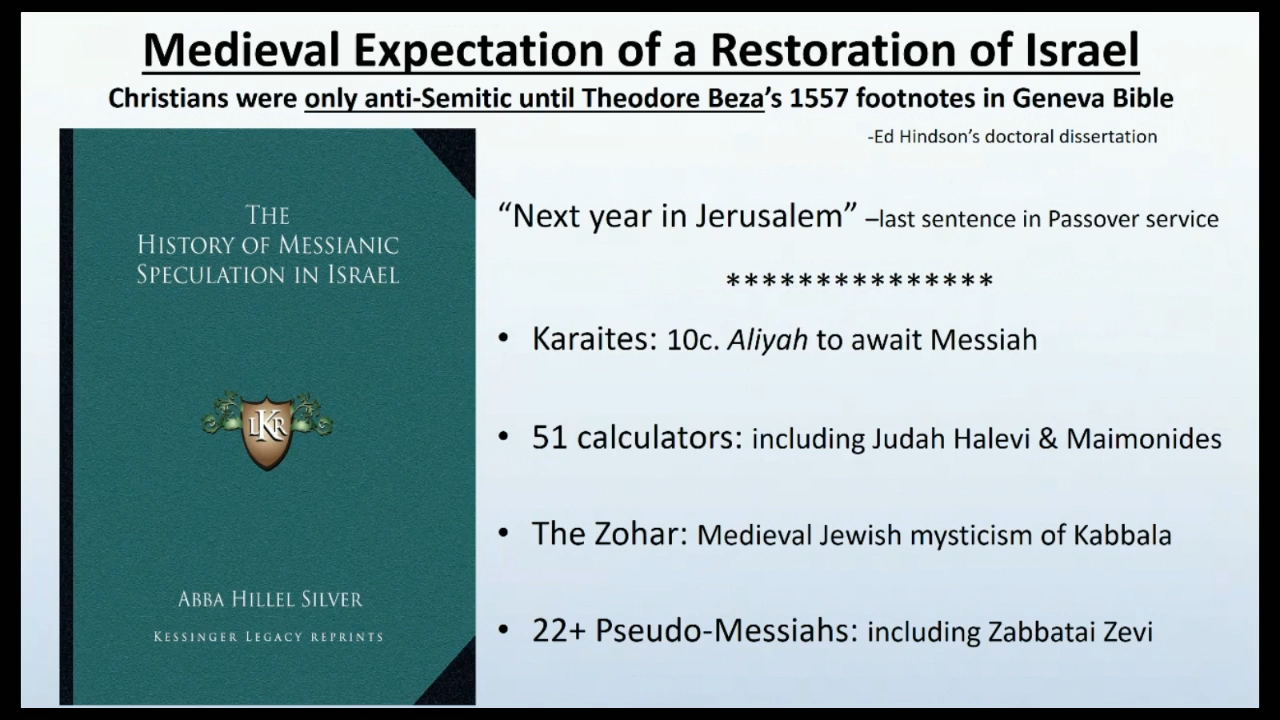 Medieval Expectation of a Restoration of Israel
Christians were only anti-Semitic until Theodore Beza’s 1557 footnotes in Geneva Bible
-Ed Hindson’s doctoral dissertation
THE
HISTORY OF MESSIANIC
SPECULATION IN ISRAEL
LKR
ABBA HILLEL SILVER
KESSINGER LEGACY REPRINTS
“Next year in Jerusalem” –last sentence in Passover service
***************
• Karaites: 10c. Aliyah to await Messiah
• 51 calculators: including Judah Halevi & Maimonides
• The Zohar: Medieval Jewish mysticism of Kabbala
• 22+ Pseudo-Messiahs: including Zabbatai Zevi